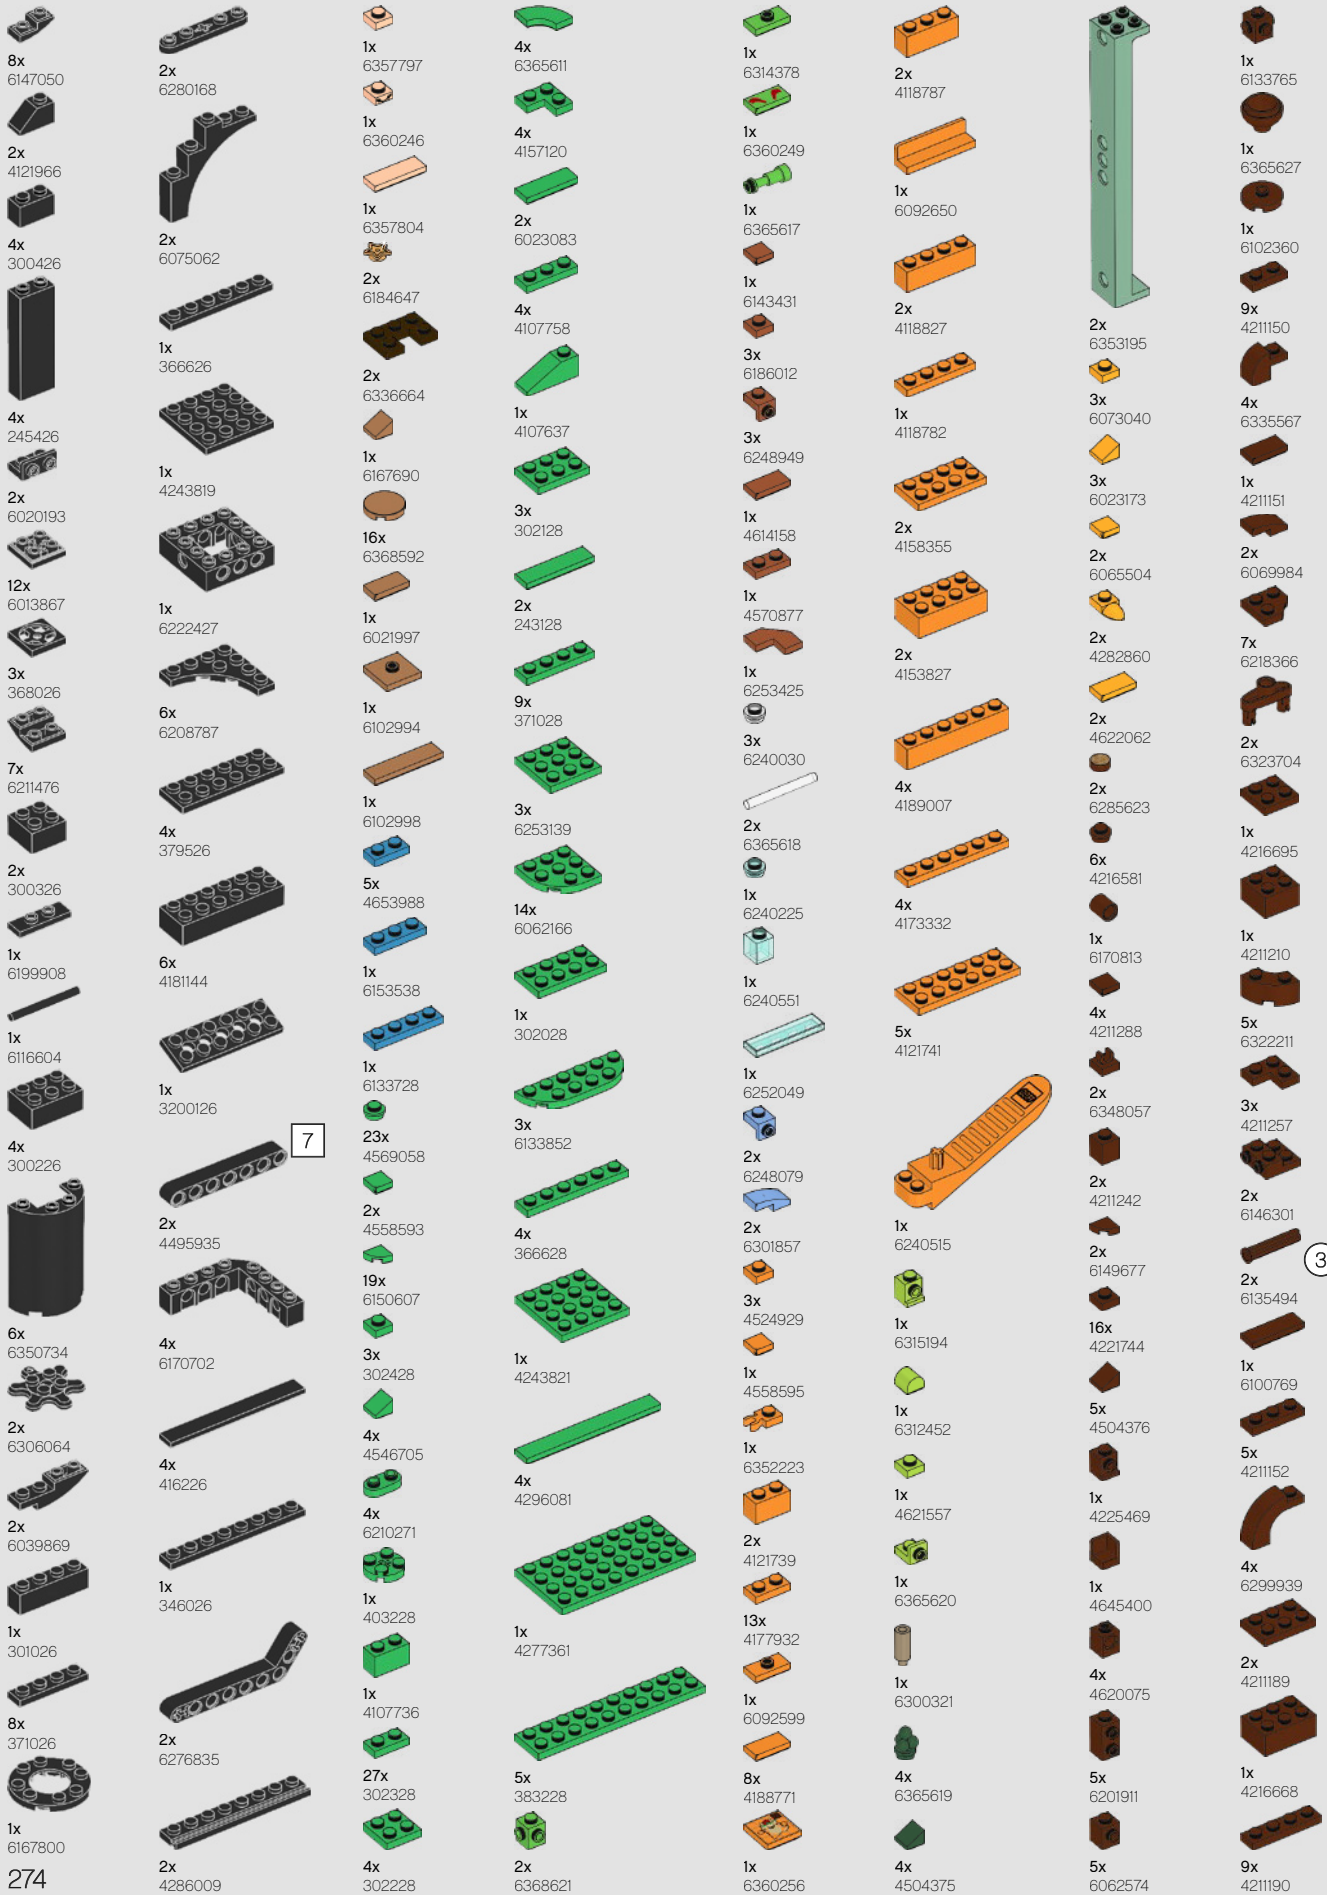 8x
6147050
2x
4121966
4x
300426
4x
245426
2x
6020193
12x
6013867
3x
368026
7x
6211476
2x
300326
1x
6199908
1x
6116604
4x
300226
6x
6350734
2x
6306064
2x
6039869
1x
301026
8x
371026
1x
6167800
274
2x
6280168
2x
6075062
1x
366626
1x
4243819
1x
6222427
6x
6208787
4x
379526
6x
4181144
1x
3200126
7
2x
4495935
4x
6170702
4x
416226
1x
346026
2x
6276835
2x
4286009
1x
6357797
1x
6360246
1x
6357804
2x
6184647
2x
6336664
1x
6167690
16x
6368592
1x
6021997
1x
6102994
1x
6102998
5x
4653988
1x
6153538
1x
6133728
23x
4569058
2x
4558593
19x
6150607
3x
302428
4x
4546705
4x
6210271
1x
403228
1x
4107736
27x
302328
4x
302228
4x
6365611
4x
4157120
2x
6023083
4x
4107758
1x
4107637
3x
302128
2x
243128
9x
371028
3x
6253139
14x
6062166
1x
302028
3x
6133852
4x
366628
1x
4243821
4x
4296081
1x
4277361
5x
383228
2x
6368621
1x
6314378
1x
6360249
1x
6365617
1x
6143431
3x
6186012
3x
6248949
1x
4614158
1x
4570877
1x
6253425
3x
6240030
2x
6365618
1x
6240225
1x
6240551
1x
6252049
2x
6248079
2x
6301857
3x
4524929
1x
4558595
1x
6352223
2x
4121739
13x
4177932
1x
6092599
8x
4188771
1x
6360256
2x
4118787
1x
6092650
2x
4118827
1x
4118782
2x
4158355
2x
4153827
4x
4189007
4x
4173332
5x
4121741
1x
6240515
1x
6315194
1x
6312452
1x
4621557
1x
6365620
1x
6300321
4x
6365619
4x
4504375
2x
6353195
3x
6073040
3x
6023173
2x
6065504
2x
4282860
2x
4622062
2x
6285623
6x
4216581
1x
6170813
4x
4211288
2x
6348057
2x
4211242
2x
6149677
16x
4221744
5x
4504376
1x
4225469
1x
4645400
4x
4620075
5x
6201911
5x
6062574
1x
6133765
1x
6365627
1x
6102360
9x
4211150
4x
6335567
1x
4211151
2x
6069984
7x
6218366
2x
6323704
1x
4216695
1x
4211210
5x
6322211
3x
4211257
2x
6146301
3
2x
6135494
1x
6100769
5x
4211152
4x
6299939
2x
4211189
1x
4216668
9x
4211190